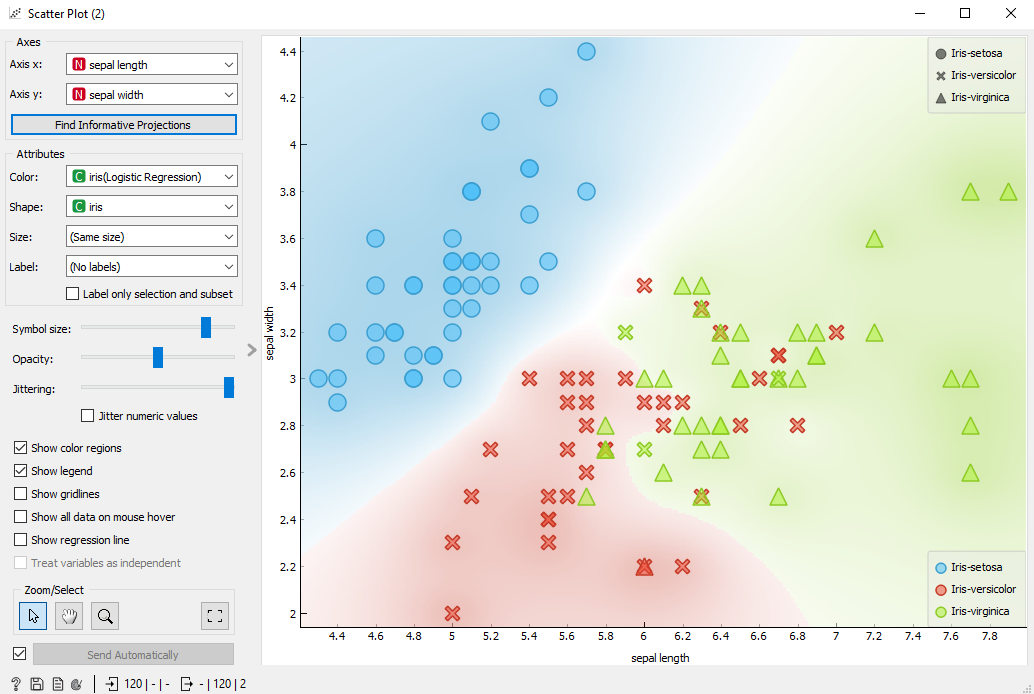 Scatter Plot (2)
Axes
Axis x: N sepal length
Axis y: N sepal width
Find Informative Projections
Attributes
Color: C iris(Logistic Regression)
Shape: C iris
Size: (Same size)
Label: (No labels)
Label only selection and subset
Symbol size:
Opacity:
Jittering:
Jitter numeric values
Show color regions
Show legend
Show gridlines
Show all data on mouse hover
Show regression line
Treat variables as independent
Zoom/Select
Send Automatically
? 120 | - | - - | 120 | 2
sepal width
4.4
4.2
4
3.8
3.6
3.4
3.2
3
2.8
2.6
2.4
2.2
2
4.4 4.6 4.8 5 5.2 5.4 5.6 5.8 6 6.2 6.4 6.6 6.8 7 7.2 7.4 7.6 7.8
sepal length
Iris-setosa
Iris-versicolor
Iris-virginica
Iris-setosa
Iris-versicolor
Iris-virginica